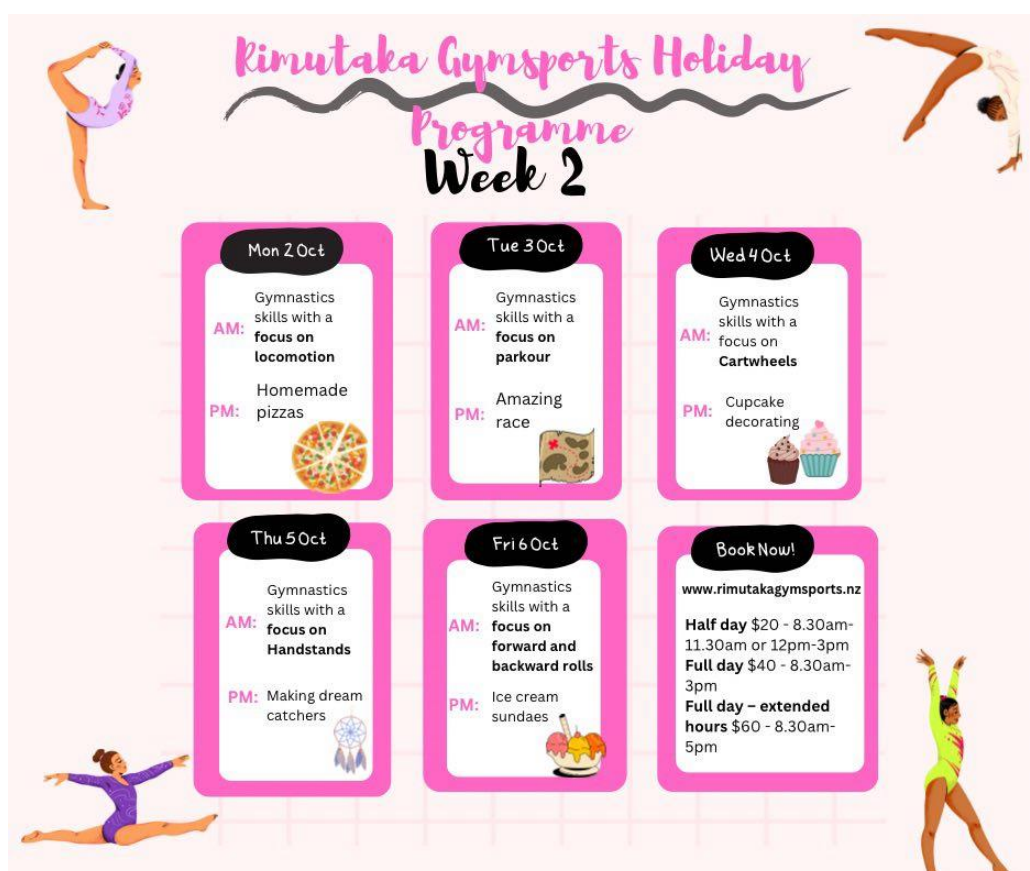 Rimutaka Gymsports Holiday
Programme
Week 2
Mon 2 Oct
AM:
Gymnastics
skills with a
focus on
locomotion
PM:
Homemade
pizzas
Tue 3 Oct
AM:
Gymnastics
skills with a
focus on
parkour
PM:
Amazing
race
Wed 4 Oct
AM:
Gymnastics
skills with a
focus on
Cartwheels
PM:
Cupcake
decorating
Thu 5 Oct
AM:
Gymnastics
skills with a
focus on
Handstands
PM:
Making dream
catchers
Fri 6 Oct
AM:
Gymnastics
skills with a
focus on
forward and
backward rolls
PM:
Ice cream
sundaes
Book Now!
www.rimutakagymsports.nz
Half day $20 - 8.30am-
11.30am or 12pm-3pm
Full day $40 - 8.30am-
3pm
Full day – extended
hours $60 - 8.30am-
5pm